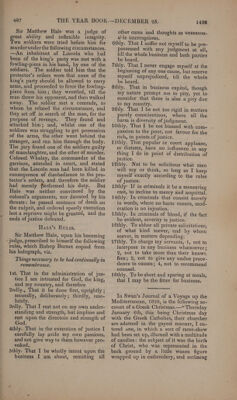 497
THE YEAR BOOK.—DECEMBER 25.
1498
Sir Matthew Hale was a judge of
great ability and inflexible integrity.
Two soldiers were tried before him for
murder under the following circumstances.
—An inhabitant of Lincoln who had
been of the king's party was met with a
fowling-piece in his hand, by one of the
soldiers. The soldier told him that the
protector's orders were that none of the
king's party should be allowed to carry
arms, and proceeded to force the fowling-
piece from him; they wrestled, till the
soldier was thrown down, and then walked
away. The soldier met a comrade, to
whom he related the circumstance, and
they set off in search of the man, for the
purpose of revenge. They found and
attacked him; and, whilst one of the
soldiers was struggling to get possession
of the arms, the other went behind the
stranger, and run him through the body.
The jury found one of the soldiers guilty
of manslaughter, and the other of murder.
Colonel Whaley, the commander of the
garrison, attended in court, and stated
that the Lincoln man had been killed in
consequence of disobedience to the pro-
tector's orders, and therefore the soldier
had merely performed his duty. But
Hale was neither convinced by the
colonel's arguments, nor daunted by his
threats: he passed sentence of death on
the murderer, and ordered speedy execution
lest a reprieve might be granted, and the
ends of justice defeated.
Hale's Rules.
Sir Matthew Hale, upon his becoming
judge, prescribed to himself the following
rules, which Bishop Burnet copied from
his autograph, viz.
Things necessary to be had continually in
remembrance.
1st. That in the administration of jus-
tice I am intrusted for God, the king,
and my country, and therefore
2ndly., That it be done first, uprightly;
secondly, deliberately; thirdly, reso-
lutely.
3rdly. That I rest not on my own under-
standing and strength, but implore and
rest upon the direction and strength of
God.
4thly. That in the execution of justice I
carefully lay aside my own passions,
and not give way to them however pro-
voked.
5thly. That I be wholly intent upon the
business I am about, remitting all
other cares and thoughts as unseason-
able interruptions.
6thly. That I suffer not myself to be pre-
possessed with any judgment at all,
till the whole business and both parties
be heard.
7thly. That I never engage myself at the
beginning of any one cause, but reserve
myself unprejudiced, till the whole
be heard.
8thly. That in business capital, though
my nature prompt me to pity, yet to
consider that there is also a pity due
to my country.
9thly. That I be not too rigid in matters
purely conscientious, where all the
harm is diversity of judgment.
10thly. That I be not biassed with com-
passion to the poor, nor favour for the
rich, in points of justice.
11thly. That popular or court applause,
or distaste, have no influence in any
thing I do in point of distribution of
justice.
12thly. Not to be solicitous what men
will say or think, so long as I keep
myself exactly according to the rules
of justice.
13thly. If in criminals it be a measuring
cast, to incline to mercy and acquittal.
14thly. In criminals that consist merely
in words, where no harm ensues, mod-
eration is no injustice.
15thly. In criminals of blood, if the fact
be evident, severity is justice.
16thly. To abhor all private solicitations,
of what kind soever, and by whom
soever, in matters depending.
17thly. To charge my servants, 1, not to
interpose in any business whatsoever;
2, not to take more than their known
fees; 3, not to give any undue prece-
dence to causes; 4, not to recommend
counsel.
18thly. To be short and sparing at meals,
that I may be the fitter for business.
In Swan's Journal of a Voyage up the
Mediterranean, 1826, is the following ac-
count of a Greek Christmas.—“Thursday
January 6th, this being Christmas day
with the Greek Catholics, their churches
are adorned in the gayest manner. I en-
tered one, in which a sort of raree-show
had been set up, illumed with a multitude
of candles: the subject of it was the birth
of Christ, who was represented in the
back ground by a little waxen figure
wrapped up in embroidery, and reclining